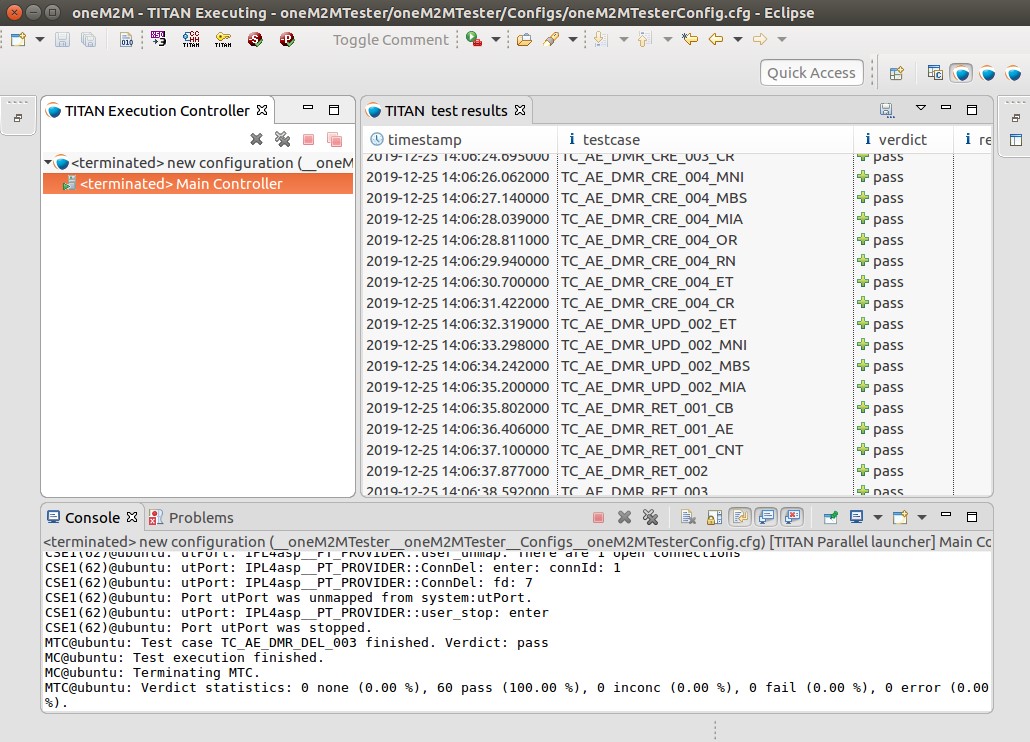 oneM2M - TITAN Executing - oneM2MTester/oneM2MTester/Configs/oneM2MTesterConfig.cfg - Eclipse
Toggle Comment
Quick Access
TITAN Execution Controller
<terminated> new configuration (__oneM
<terminated> Main Controller
TITAN test results
timestamp testcase verdict re
2019-12-25 14:06:24.695000 TC_AE_DMR_CRE_003_CR pass
2019-12-25 14:06:26.062000 TC_AE_DMR_CRE_004_MNI pass
2019-12-25 14:06:27.140000 TC_AE_DMR_CRE_004_MBS pass
2019-12-25 14:06:28.039000 TC_AE_DMR_CRE_004_MIA pass
2019-12-25 14:06:28.811000 TC_AE_DMR_CRE_004_OR pass
2019-12-25 14:06:29.940000 TC_AE_DMR_CRE_004_RN pass
2019-12-25 14:06:30.700000 TC_AE_DMR_CRE_004_ET pass
2019-12-25 14:06:31.422000 TC_AE_DMR_CRE_004_CR pass
2019-12-25 14:06:32.319000 TC_AE_DMR_UPD_002_ET pass
2019-12-25 14:06:33.298000 TC_AE_DMR_UPD_002_MNI pass
2019-12-25 14:06:34.242000 TC_AE_DMR_UPD_002_MBS pass
2019-12-25 14:06:35.200000 TC_AE_DMR_UPD_002_MIA pass
2019-12-25 14:06:35.802000 TC_AE_DMR_RET_001_CB pass
2019-12-25 14:06:36.406000 TC_AE_DMR_RET_001_AE pass
2019-12-25 14:06:37.100000 TC_AE_DMR_RET_001_CNT pass
2019-12-25 14:06:37.877000 TC_AE_DMR_RET_002 pass
2019-12-25 14:06:38.592000 TC_AE_DMR_RET_003 pass
Console Problems
<terminated> new configuration (__oneM2MTester__oneM2MTester__Configs__oneM2MTesterConfig.cfg) [TITAN Parallel launcher] Main Co
CSE1(62)@ubuntu: utPort: IPL4asp__PT_PROVIDER::user_unmap: There are 1 open connections
CSE1(62)@ubuntu: utPort: IPL4asp__PT_PROVIDER::ConnDel: enter: connId: 1
CSE1(62)@ubuntu: utPort: IPL4asp__PT_PROVIDER::ConnDel: fd: 7
CSE1(62)@ubuntu: Port utPort was unmapped from system:utPort.
CSE1(62)@ubuntu: utPort: IPL4asp__PT_PROVIDER::user_stop: enter
CSE1(62)@ubuntu: Port utPort was stopped.
MTC@ubuntu: Test case TC_AE_DMR_DEL_003 finished. Verdict: pass
MC@ubuntu: Test execution finished.
MC@ubuntu: Terminating MTC.
MTC@ubuntu: Verdict statistics: 0 none (0.00 %), 60 pass (100.00 %), 0 inconc (0.00 %), 0 fail (0.00 %), 0 error (0.00
%).